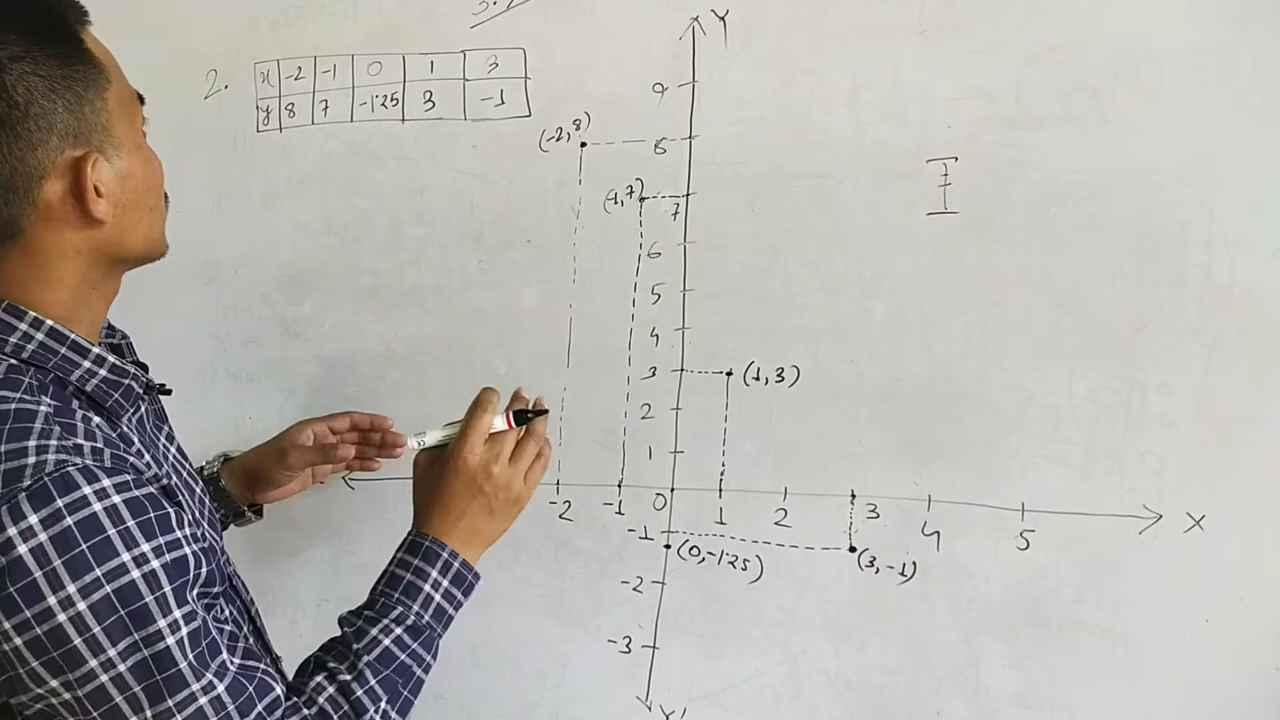 2.
x -2 -1 0 1 3
y 8 7 -1.25 3 -1
Y
9
(-2, 8)
8
(-1, 7)
7
6
5
4
3 (1, 3)
2
1
-2 -1 0 1 2 3 4 5 X
-1
(0, -1.25) (3, -1)
-2
-3
Y'
I